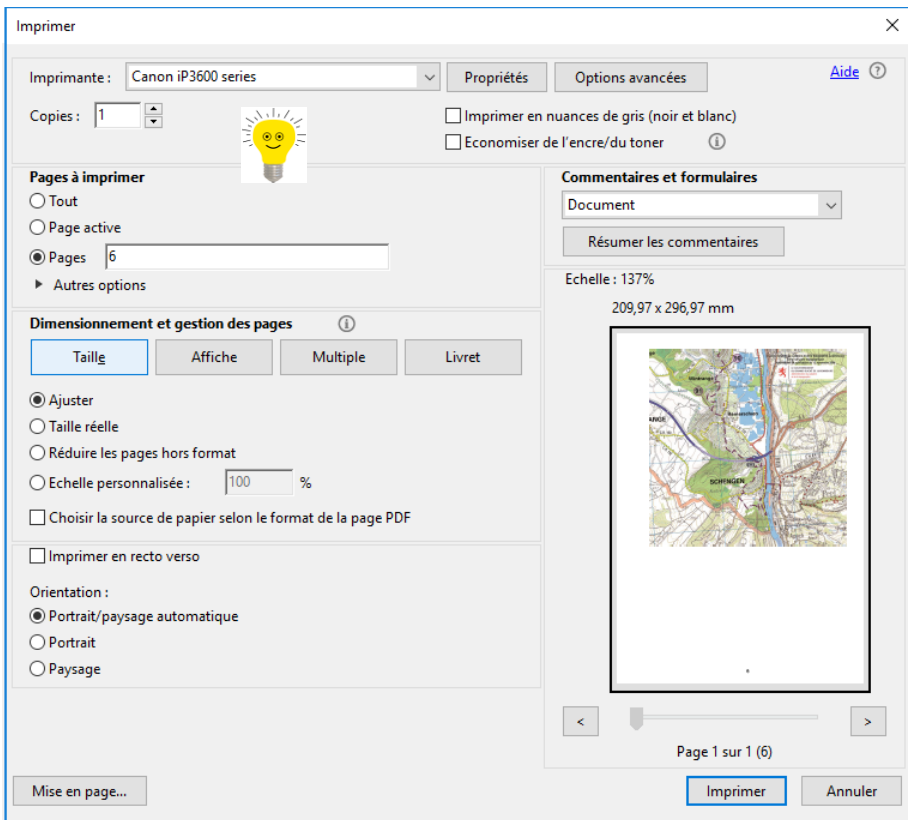 Imprimer
Imprimante : Canon iP3600 series Propriétés Options avancées Aide
Copies : 1
Imprimer en nuances de gris (noir et blanc)
Economiser de l'encre/du toner
Pages à imprimer
Tout
Page active
Pages 6
Autres options
Commentaires et formulaires
Document
Résumer les commentaires
Echelle : 137%
209,97 x 296,97 mm
Dimensionnement et gestion des pages
Taille Affiche Multiple Livret
Ajuster
Taille réelle
Réduire les pages hors format
Echelle personnalisée : 100 %
Choisir la source de papier selon le format de la page PDF
Imprimer en recto verso
Orientation :
Portrait/paysage automatique
Portrait
Paysage
SCHENGEN
< >
Page 1 sur 1 (6)
Mise en page... Imprimer Annuler